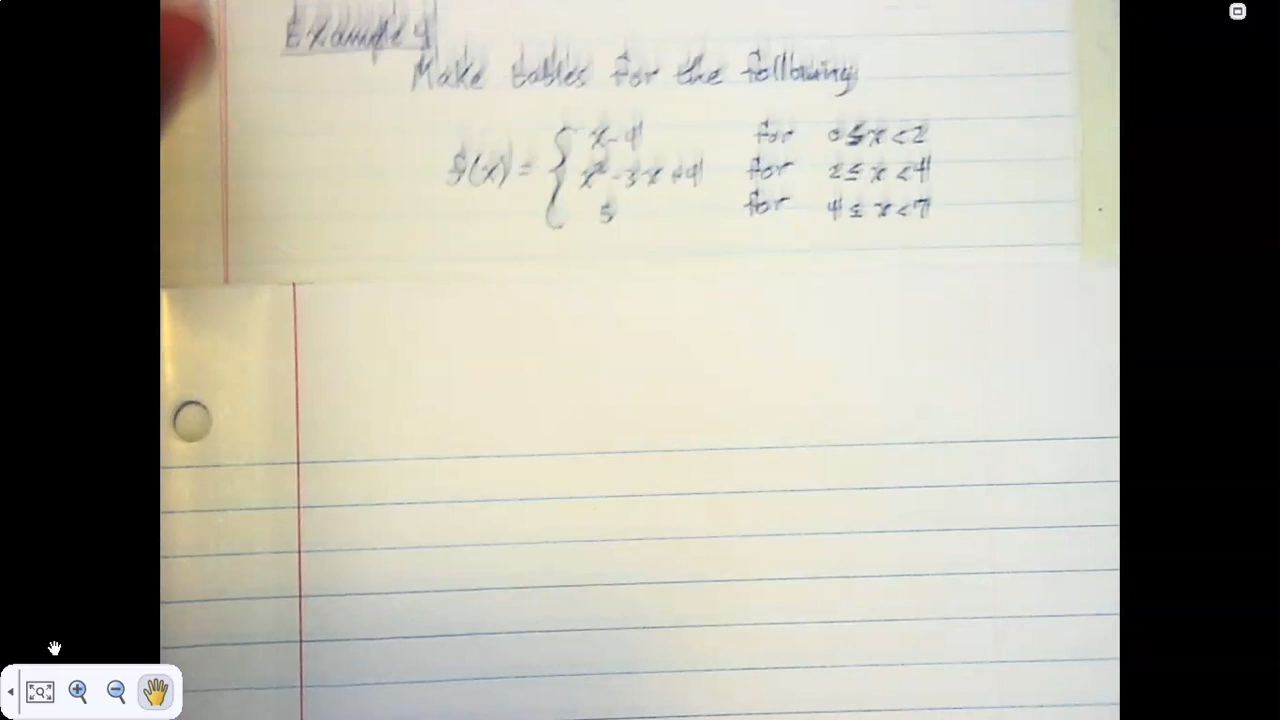 Example 4
Make tables for the following
f(x) = { x-4 for 0≤x<2
x²-3x+4 for 2≤x<4
5 for 4≤x<7